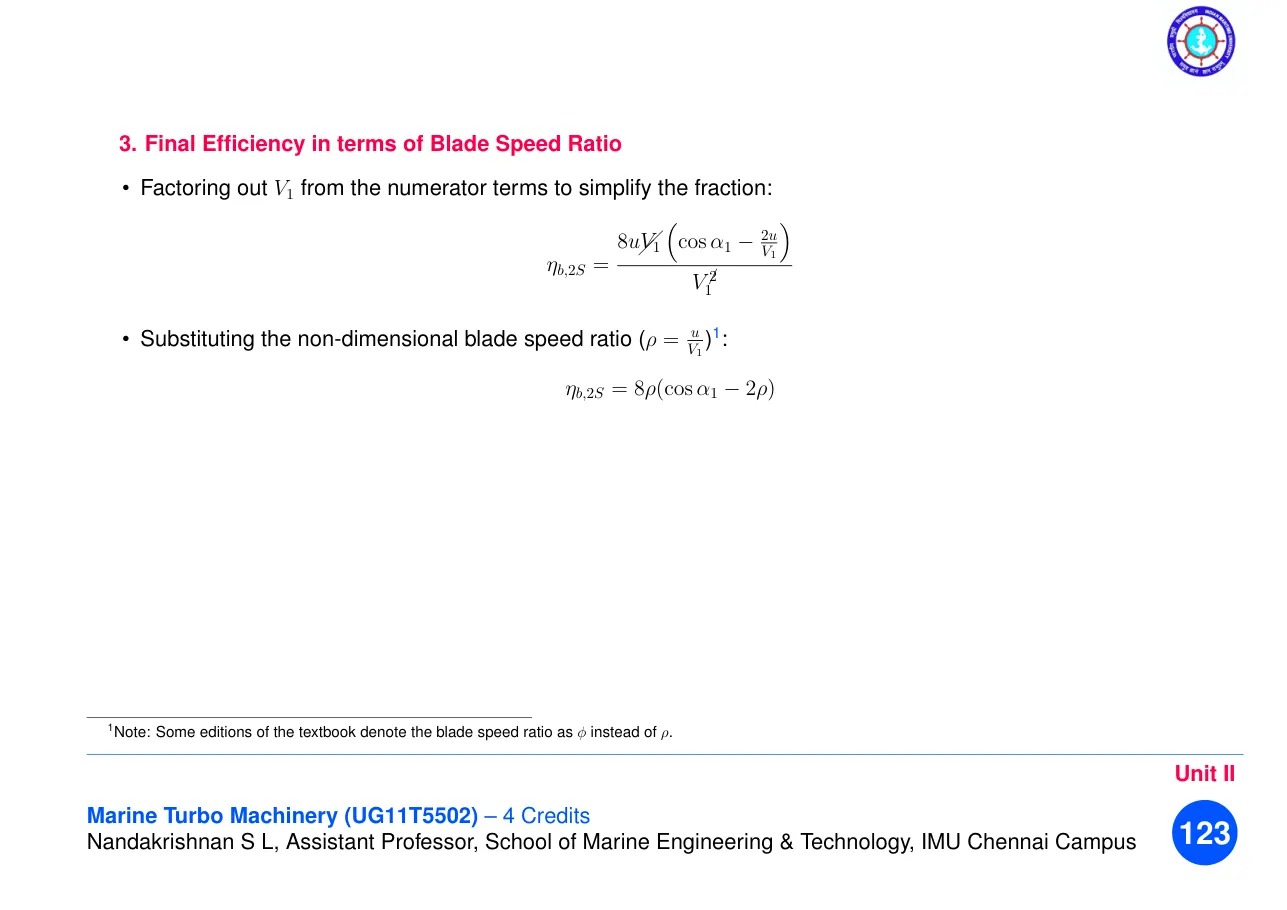 3. Final Efficiency in terms of Blade Speed Ratio
• Factoring out V₁ from the numerator terms to simplify the fraction:
η_{b,2S} = 8uV₁ (cos α₁ − 2u/V₁) / V₁²
• Substituting the non-dimensional blade speed ratio (ρ = u/V₁)¹:
η_{b,2S} = 8ρ(cos α₁ − 2ρ)
¹Note: Some editions of the textbook denote the blade speed ratio as ϕ instead of ρ.
Unit II
Marine Turbo Machinery (UG11T5502) – 4 Credits
Nandakrishnan S L, Assistant Professor, School of Marine Engineering & Technology, IMU Chennai Campus
123